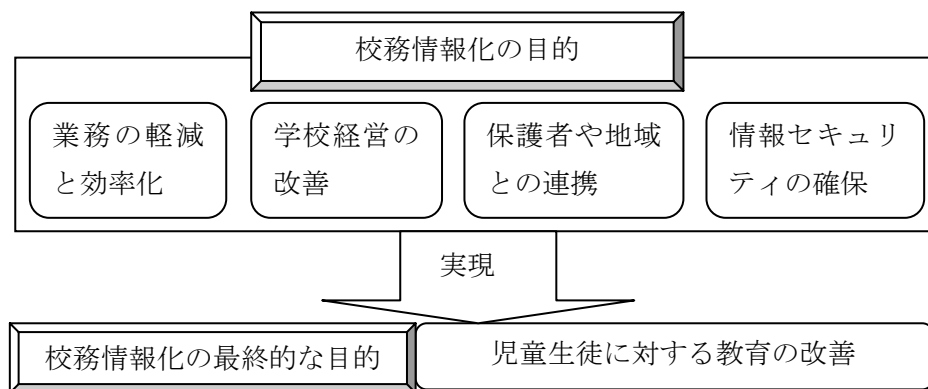 校務情報化の目的
業務の軽減
と効率化
学校経営の
改善
保護者や地域
との連携
情報セキュリ
ティの確保
実現
校務情報化の最終的な目的
児童生徒に対する教育の改善